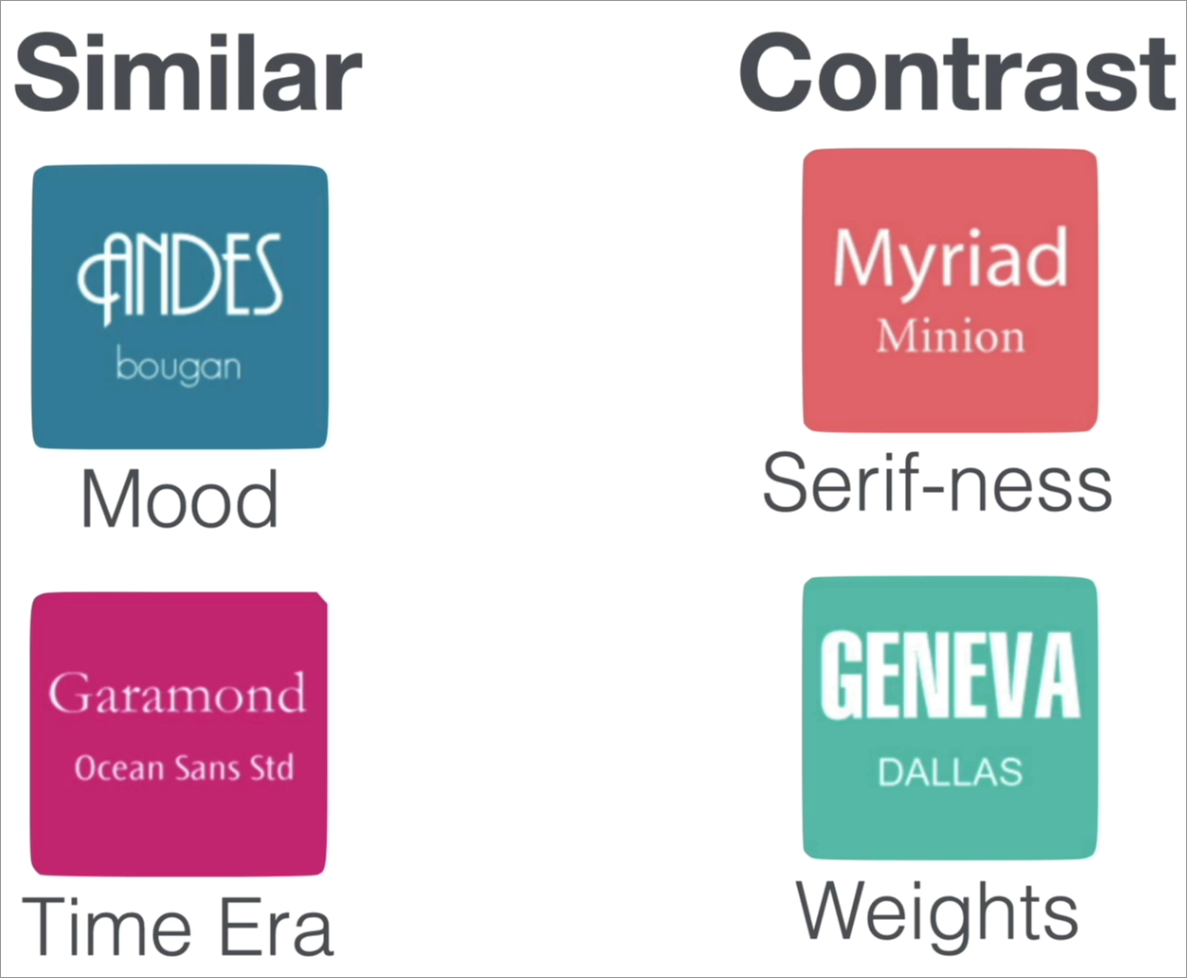 Similar
ANDES
bougan
Mood
Garamond
Ocean Sans Std
Time Era
Contrast
Myriad
Minion
Serif-ness
GENEVA
DALLAS
Weights